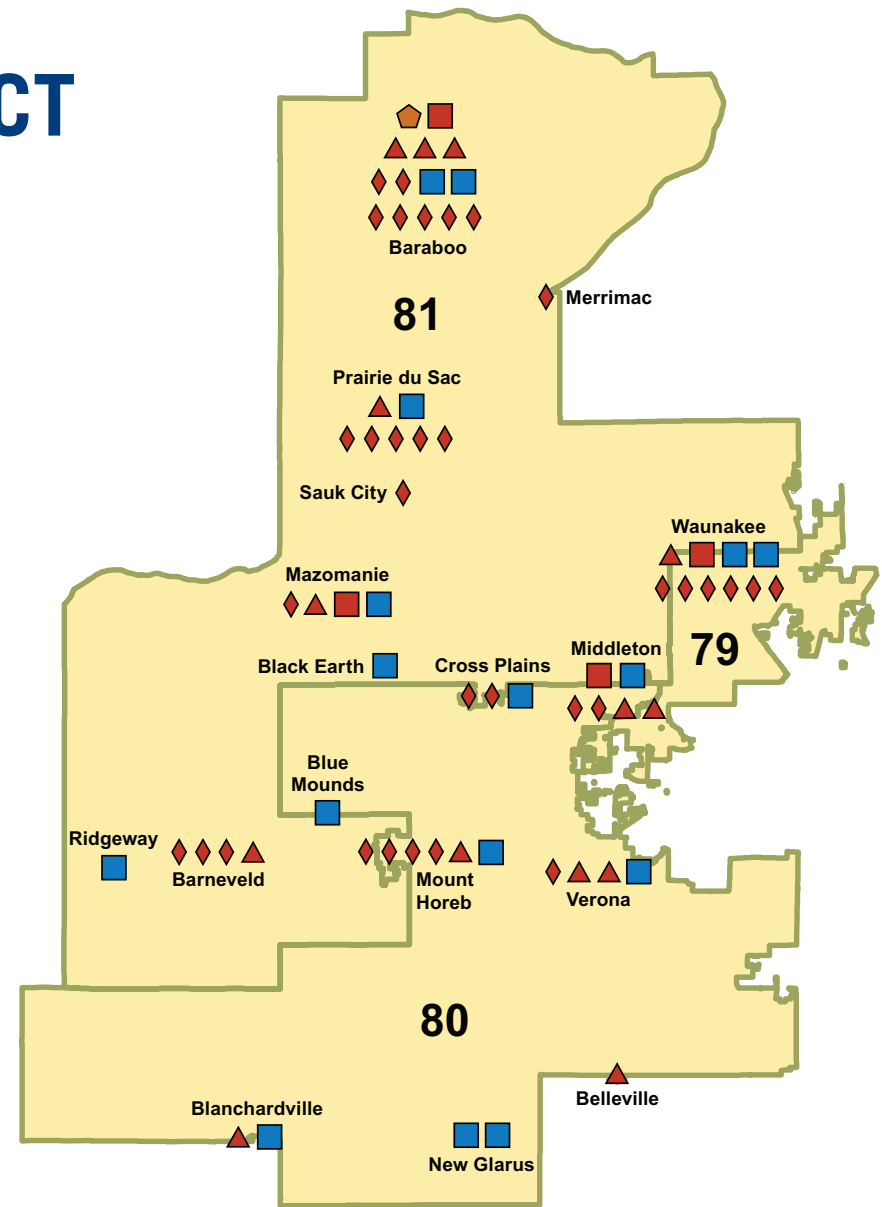 CT
Baraboo
81
Merrimac
Prairie du Sac
Sauk City
Waunakee
Mazomanie
79
Middleton
Black Earth
Cross Plains
Blue
Mounds
Ridgeway
Barneveld
Mount
Horeb
Verona
80
Belleville
Blanchardville
New Glarus